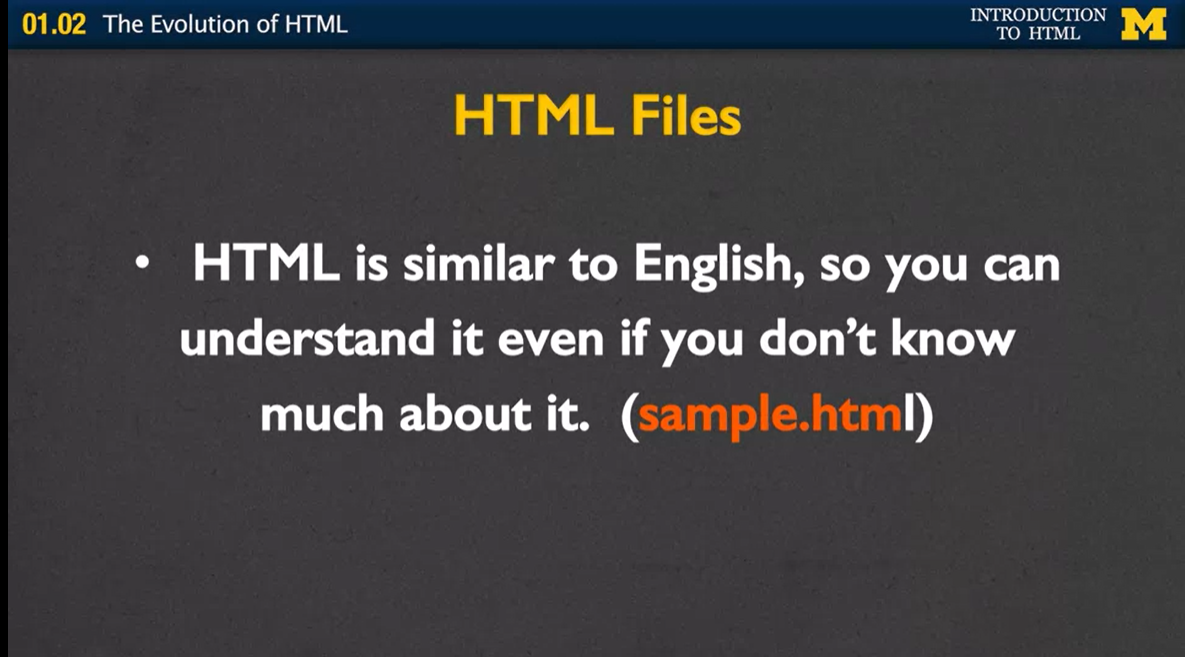 01.02 The Evolution of HTML
INTRODUCTION
TO HTML
M
HTML Files
• HTML is similar to English, so you can
understand it even if you don’t know
much about it. (sample.html)